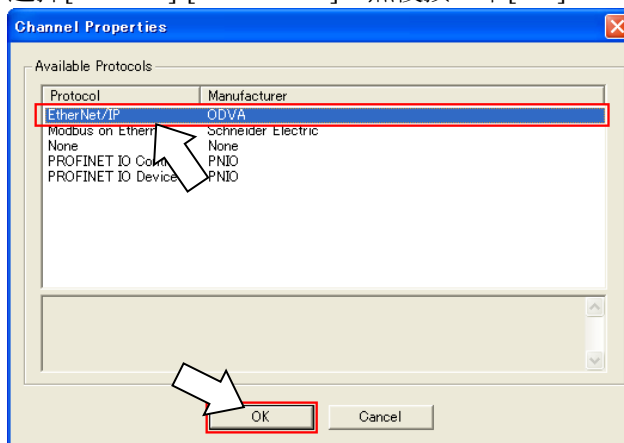 Channel Properties
Available Protocols
Protocol Manufacturer
EtherNet/IP ODVA
Modbus on Ethern Schneider Electric
None None
PROFINET IO Con PNIO
PROFINET IO Device PNIO
OK Cancel